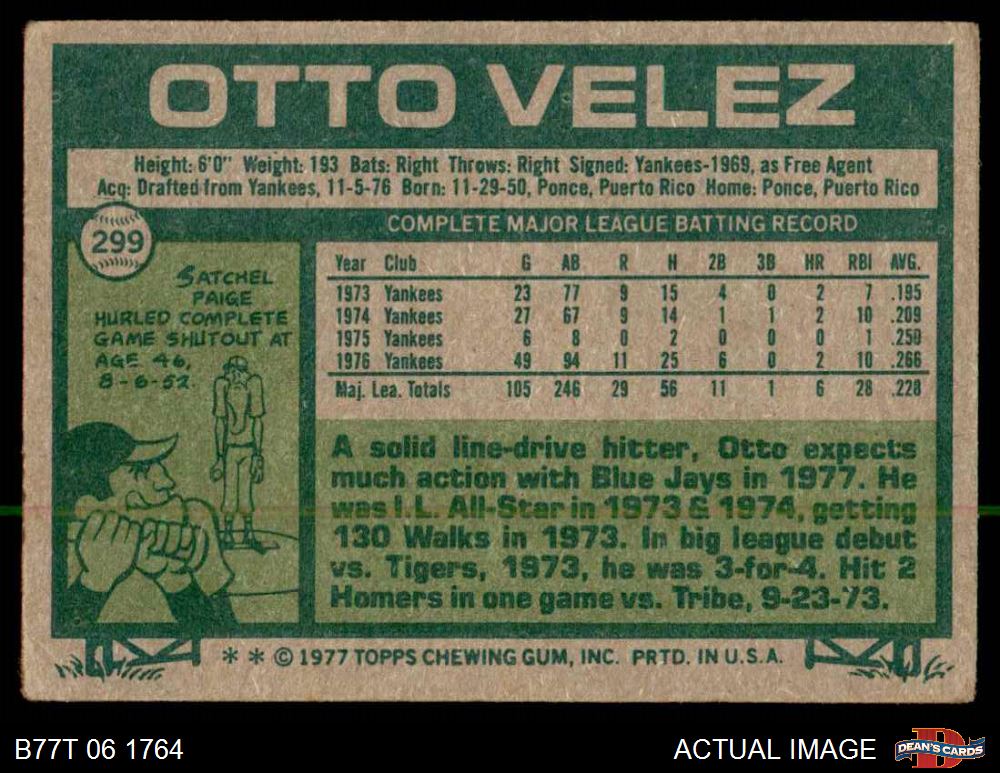 OTTO VELEZ
Height: 6'0" Weight: 193 Bats: Right Throws: Right Signed: Yankees-1969, as Free Agent
Acq: Drafted from Yankees, 11-5-76 Born: 11-29-50, Ponce, Puerto Rico Home: Ponce, Puerto Rico
299
SATCHEL
PAIGE
HURLED COMPLETE
GAME SHUTOUT AT
AGE 46,
8-6-52.
COMPLETE MAJOR LEAGUE BATTING RECORD
Year Club G AB R H 2B 3B HR RBI AVG.
1973 Yankees 23 77 9 15 4 0 2 7 .195
1974 Yankees 27 67 9 14 1 1 2 10 .209
1975 Yankees 6 8 0 2 0 0 0 1 .250
1976 Yankees 49 94 11 25 6 0 2 10 .266
Maj. Lea. Totals 105 246 29 56 11 1 6 28 .228
A solid line-drive hitter, Otto expects
much action with Blue Jays in 1977. He
was I.L. All-Star in 1973 & 1974, getting
130 Walks in 1973. In big league debut
vs. Tigers, 1973, he was 3-for-4. Hit 2
Homers in one game vs. Tribe, 9-23-73.
* * © 1977 TOPPS CHEWING GUM, INC. PRTD. IN U.S.A.
B77T 06 1764
ACTUAL IMAGE
D
DEAN'S CARDS